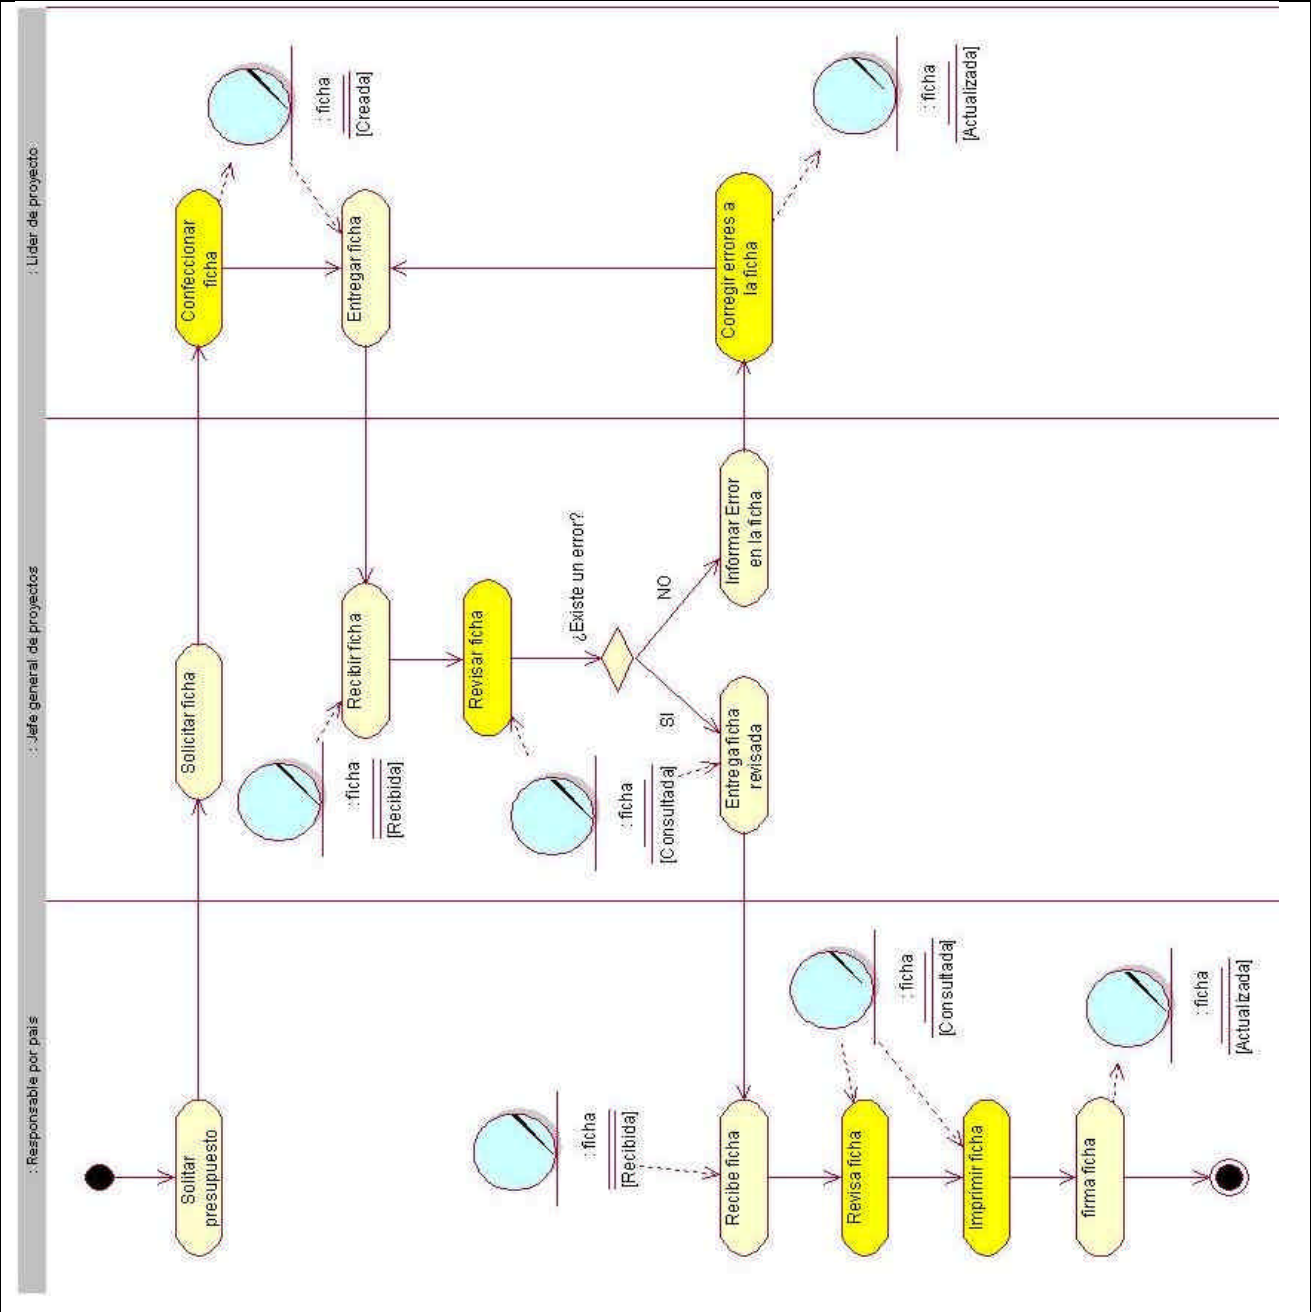 : Responsable por pais
: Jefe general de proyectos
: Lider de proyecto
Solitar
presupuesto
Solicitar ficha
Confeccionar
ficha
: ficha
[Creada]
Entregar ficha
Recibir ficha
: ficha
[Recibida]
Revisar ficha
: ficha
[Consultada]
¿Existe un error?
SI
NO
Entrega ficha
revisada
Informar Error
en la ficha
Corregir errores a
la ficha
: ficha
[Actualizada]
: ficha
[Recibida]
Recibe ficha
Revisa ficha
: ficha
[Consultada]
Imprimir ficha
firma ficha
: ficha
[Actualizada]